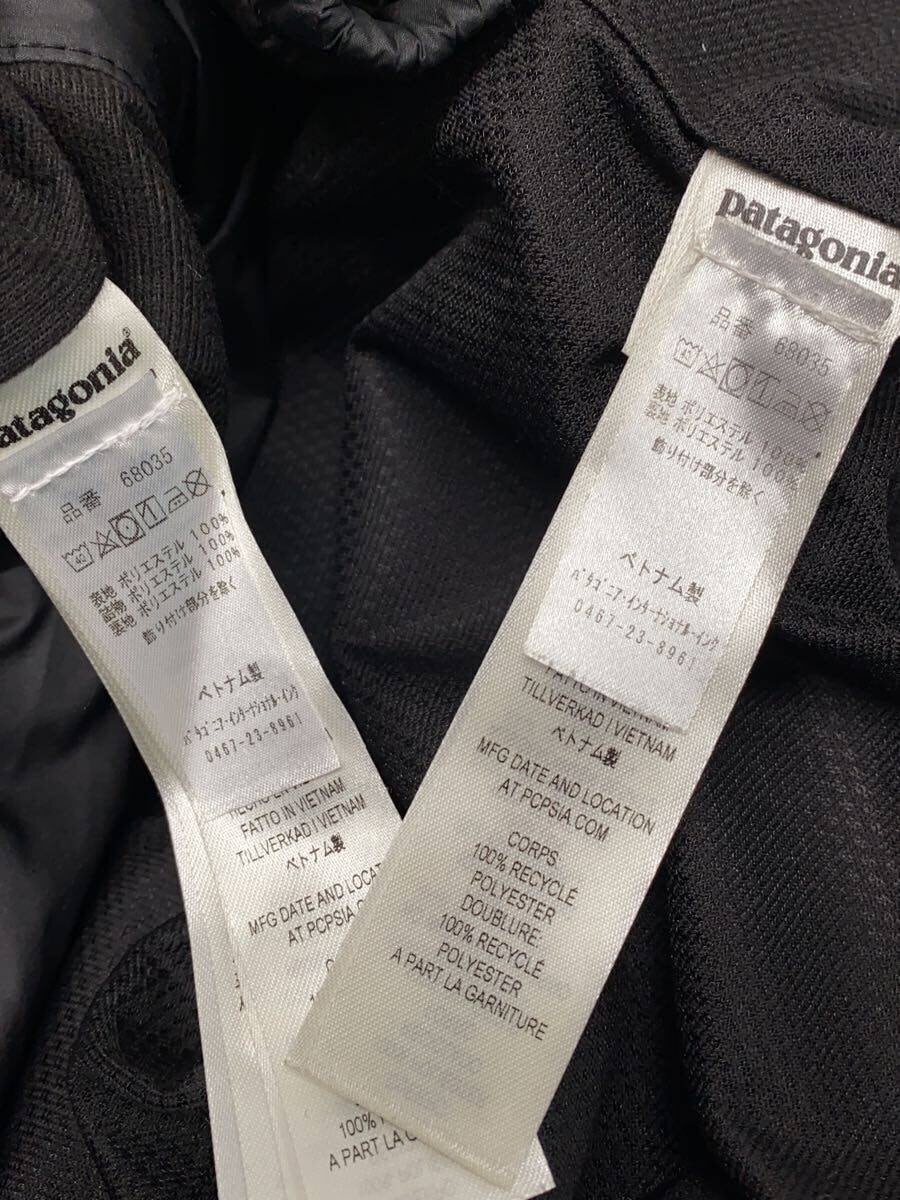 patagonia®
品番 68035
40
表地 ポリエステル 100%
詰物 ポリエステル 100%
裏地 ポリエステル 100%
飾り付け部分を除く
ベトナム製
パタゴニア・インターナショナル・インク
0467-23-8961
FATTO IN VIETNAM
TILLVERKAD I VIETNAM
ベトナム製
MFG DATE AND LOCATION
AT PCPSIA.
100%
A PART LA
patagonia
品番
表地 ポリエステル
裏地 ポリエステル 100%
飾り付け部分を除く
ベトナム製
パタゴニア・インターナショナル・インク
0467-23-8961
TILLVERKAD I VIETNAM
ベトナム製
MFG DATE AND LOCATION
AT PCPSIA.COM
CORPS:
100% RECYCLÉ
POLYESTER
DOUBLURE:
100% RECYCLÉ
POLYESTER
A PART LA GARNITURE